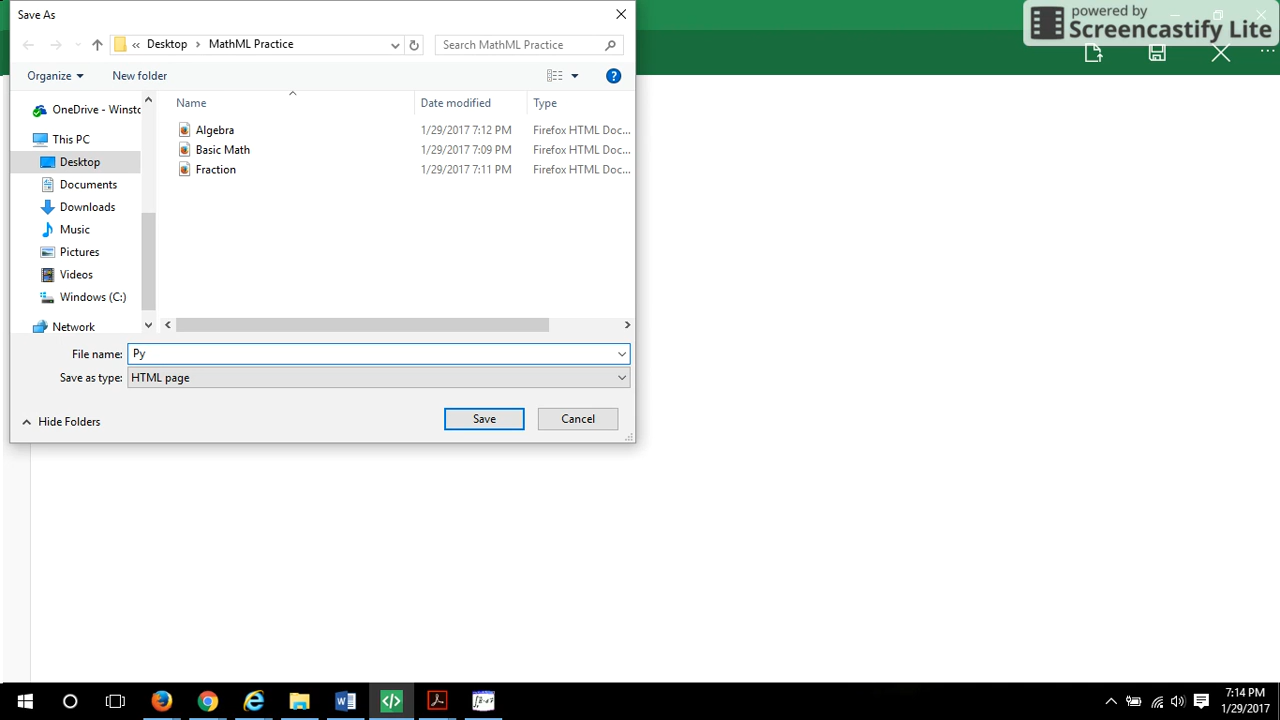 Save As
powered by
Screencastify Lite
« Desktop › MathML Practice
Search MathML Practice
Organize
New folder
Name
Date modified
Type
OneDrive - Winstc
This PC
Desktop
Documents
Downloads
Music
Pictures
Videos
Windows (C:)
Network
Algebra 1/29/2017 7:12 PM Firefox HTML Doc...
Basic Math 1/29/2017 7:09 PM Firefox HTML Doc...
Fraction 1/29/2017 7:11 PM Firefox HTML Doc...
File name: Py
Save as type: HTML page
Hide Folders
Save
Cancel
7:14 PM
1/29/2017